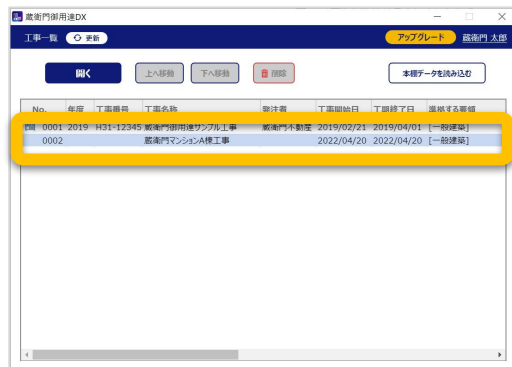 蔵衛門御用達DX
工事一覧 更新 アップグレード 蔵衛門 太郎
開く 上へ移動 下へ移動 削除 本棚データを読み込む
No. 年度 工事番号 工事名称 発注者 工事開始日 工期終了日 準拠する要領
0001 2019 H31-12345 蔵衛門御用達サンプル工事 蔵衛門不動産 2019/02/21 2019/04/01 [一般建築]
0002 蔵衛門マンションA棟工事 2022/04/20 2022/04/20 [一般建築]